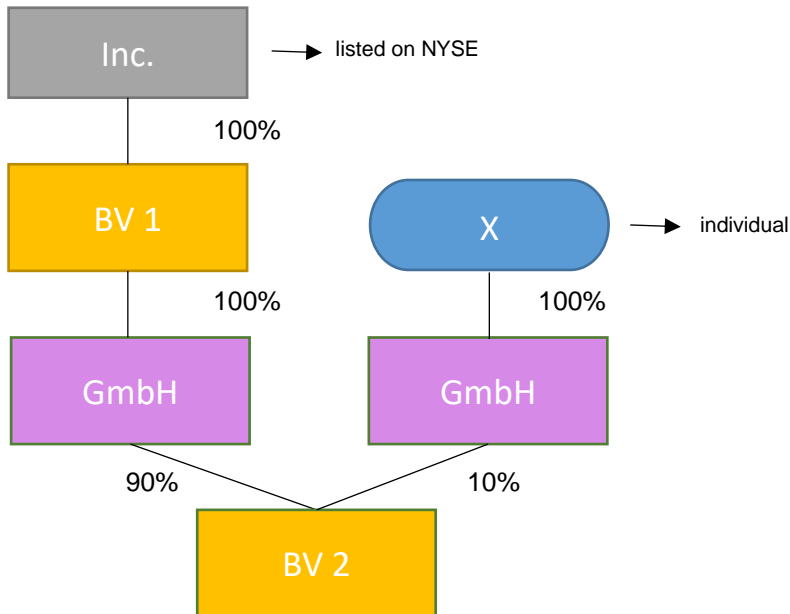 Inc.
listed on NYSE
100%
BV 1
X
individual
100%
100%
GmbH
GmbH
90%
10%
BV 2